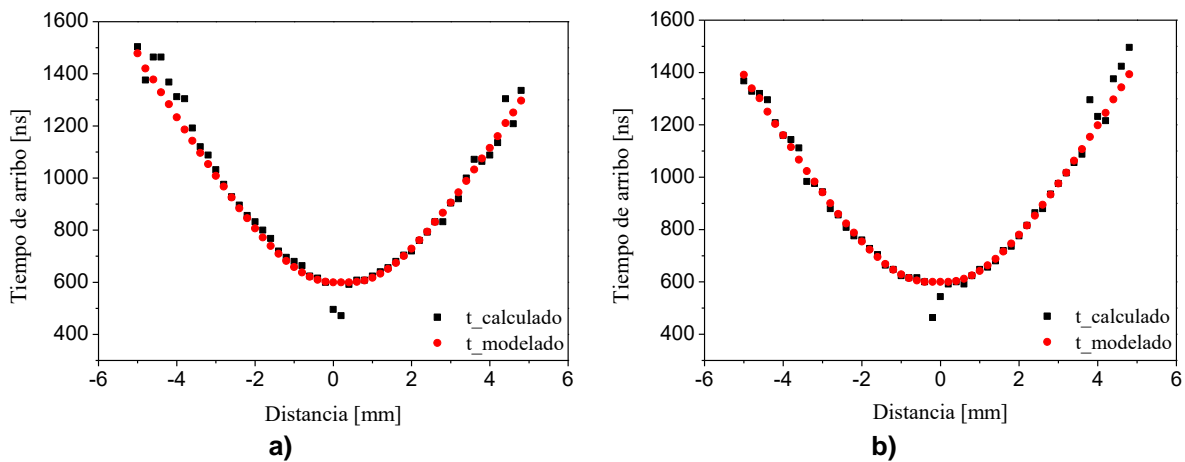 1600
1400
1200
1000
800
600
400
Tiempo de arribo [ns]
t_calculado
t_modelado
-6 -4 -2 0 2 4 6
Distancia [mm]
a)
1600
1400
1200
1000
800
600
400
Tiempo de arribo [ns]
t_calculado
t_modelado
-6 -4 -2 0 2 4 6
Distancia [mm]
b)